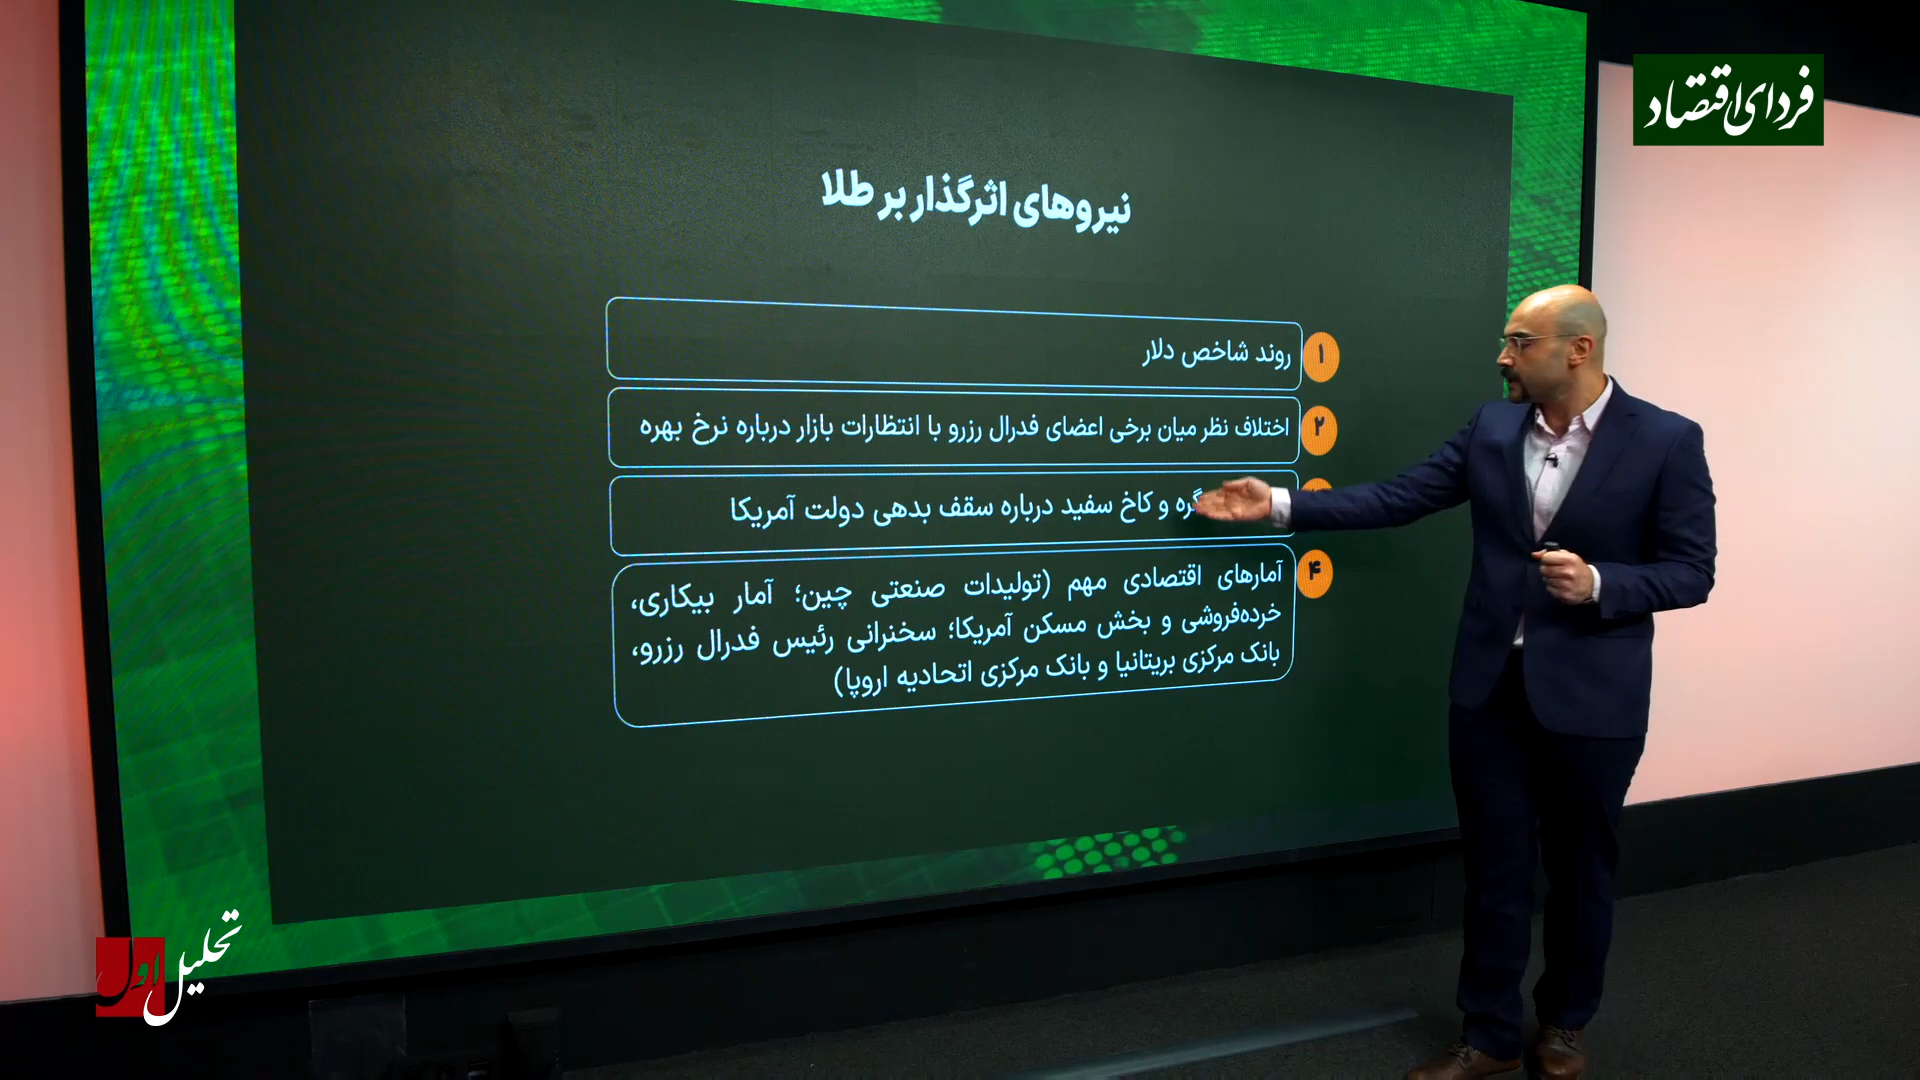 فردای اقتصاد
نیروهای اثرگذار بر طلا
۱
روند شاخص دلار
۲
اختلاف نظر میان برخی اعضای فدرال رزرو با انتظارات بازار درباره نرخ بهره
و کاخ سفید درباره سقف بدهی دولت آمریکا
۴
آمارهای اقتصادی مهم (تولیدات صنعتی چین؛ آمار بیکاری،
خرده‌فروشی و بخش مسکن آمریکا؛ سخنرانی رئیس فدرال رزرو،
بانک مرکزی بریتانیا و بانک مرکزی اتحادیه اروپا)
تحلیل اول